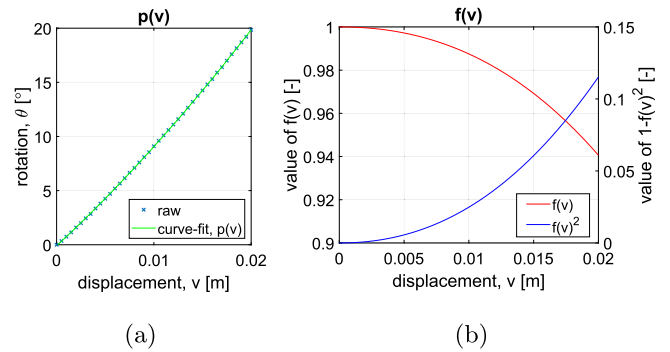 p(v)
rotation, θ [°]
20
15
10
5
0
0
0.01
0.02
raw
curve-fit, p(v)
displacement, v [m]
(a)
f(v)
value of f(v) [-]
1
0.98
0.96
0.94
0.92
0.9
0
0.005
0.01
0.015
0.02
0.15
0.1
0.05
0
value of 1-f(v)²
[-]
f(v)
f(v)²
displacement, v [m]
(b)